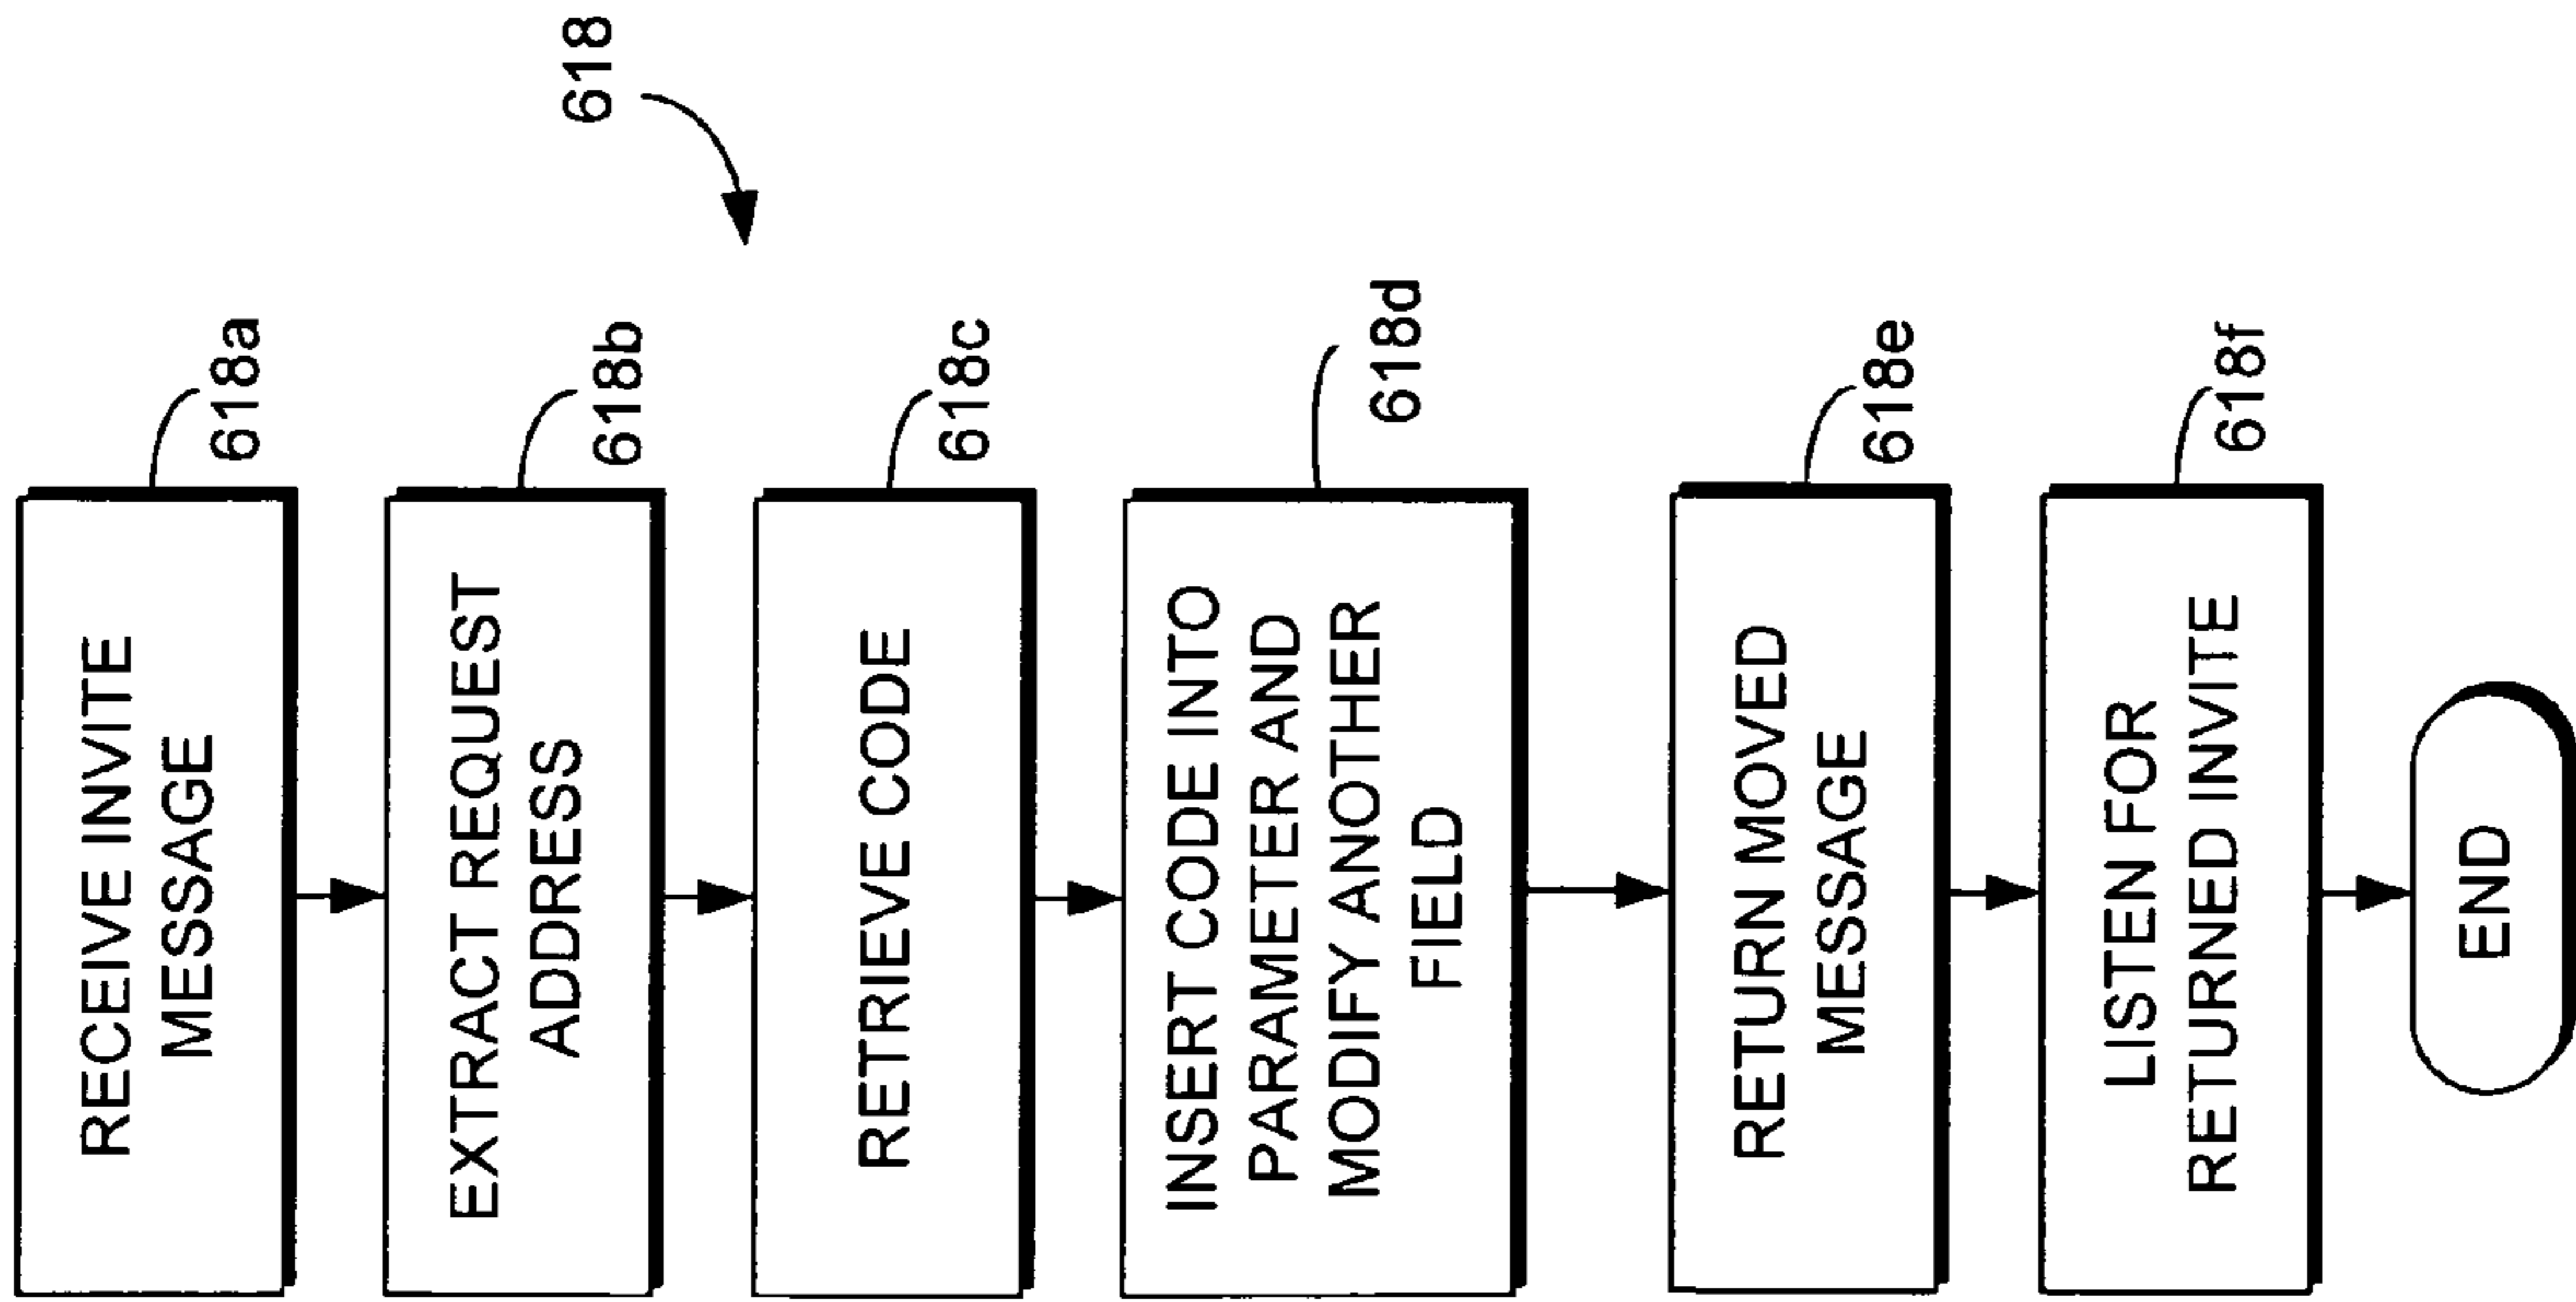 618
RECEIVE INVITE
MESSAGE
618a
EXTRACT REQUEST
ADDRESS
618b
RETRIEVE CODE
618c
INSERT CODE INTO
PARAMETER AND
MODIFY ANOTHER
FIELD
618d
RETURN MOVED
MESSAGE
618e
LISTEN FOR
RETURNED INVITE
618f
END